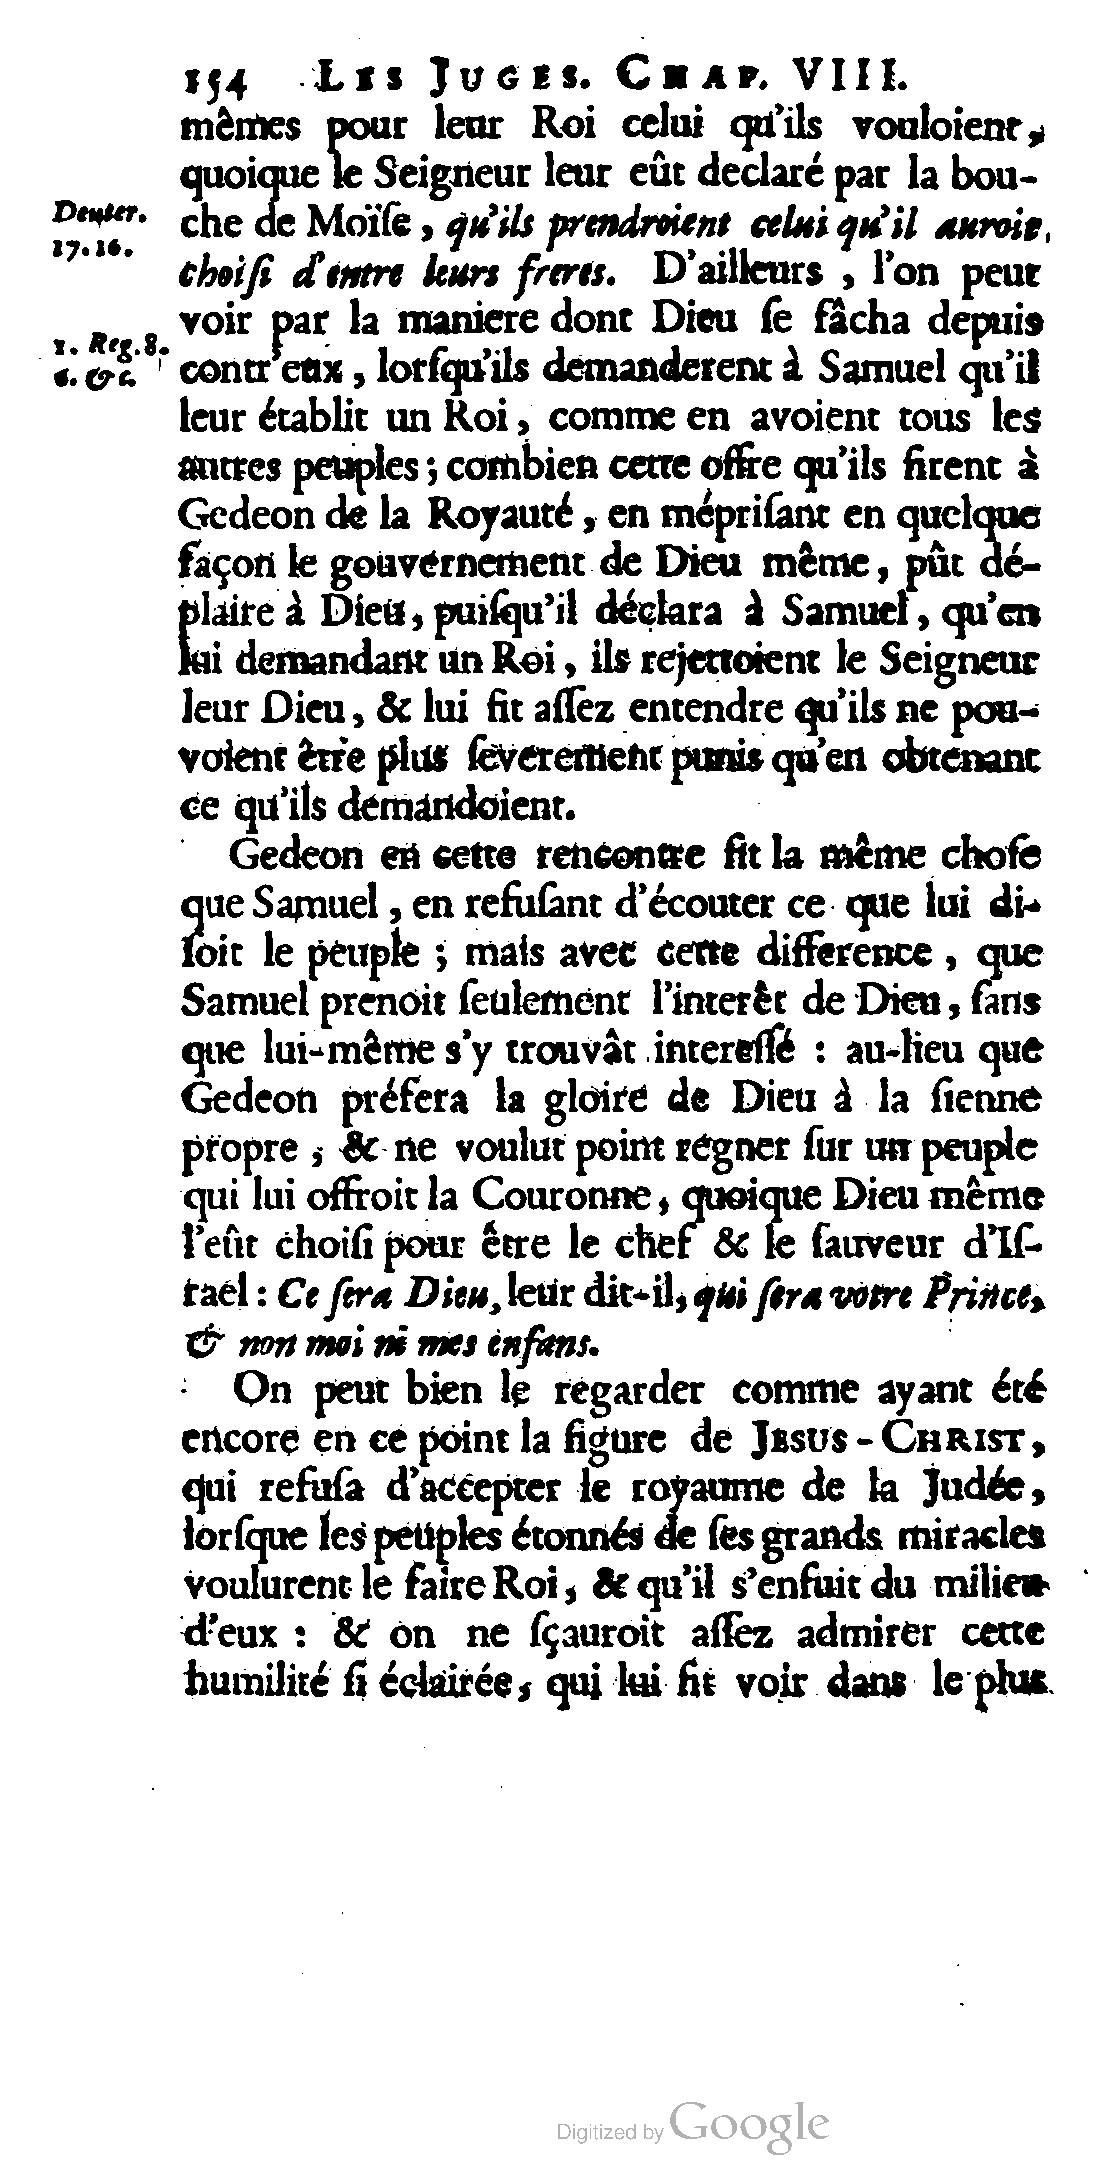 154 LES JUGES. CHAP. VIII.
mêmes pour leur Roi celui qu'ils vouloient,
quoique le Seigneur leur eût declaré par la bou-
Deuter.
17. 16.
che de Moïſe, qu'ils prendroient celui qu'il auroit
choiſi d'entre leurs freres. D'ailleurs, l'on peut
voir par la maniere dont Dieu ſe fâcha depuis
1. Reg. 8.
6. &c.
contr'eux, lorſqu'ils demanderent à Samuel qu'il
leur établit un Roi, comme en avoient tous les
autres peuples; combien cette offre qu'ils firent à
Gedeon de la Royauté, en mépriſant en quelque
façon le gouvernement de Dieu même, pût dé-
plaire à Dieu, puiſqu'il déclara à Samuel, qu'en
lui demandant un Roi, ils rejettoient le Seigneur
leur Dieu, & lui fit aſſez entendre qu'ils ne pou-
voient être plus ſeverement punis qu'en obtenant
ce qu'ils demandoient.
Gedeon en cette rencontre fit la même choſe
que Samuel, en refuſant d'écouter ce que lui di-
ſoit le peuple; mais avec cette difference, que
Samuel prenoit ſeulement l'interêt de Dieu, ſans
que lui-même s'y trouvât intereſſé : au-lieu que
Gedeon préfera la gloire de Dieu à la ſienne
propre, & ne voulut point régner ſur un peuple
qui lui offroit la Couronne, quoique Dieu même
l'eût choiſi pour être le chef & le ſauveur d'Iſ-
raël : Ce ſera Dieu, leur dit-il, qui ſera votre Prince,
& non moi ni mes enfans.
On peut bien le regarder comme ayant été
encore en ce point la figure de JESUS-CHRIST,
qui refuſa d'accepter le royaume de la Judée,
lorſque les peuples étonnés de ſes grands miracles
voulurent le faire Roi, & qu'il s'enfuit du milieu
d'eux : & on ne ſçauroit aſſez admirer cette
humilité ſi éclairée, qui lui fit voir dans le plus
Digitized by Google